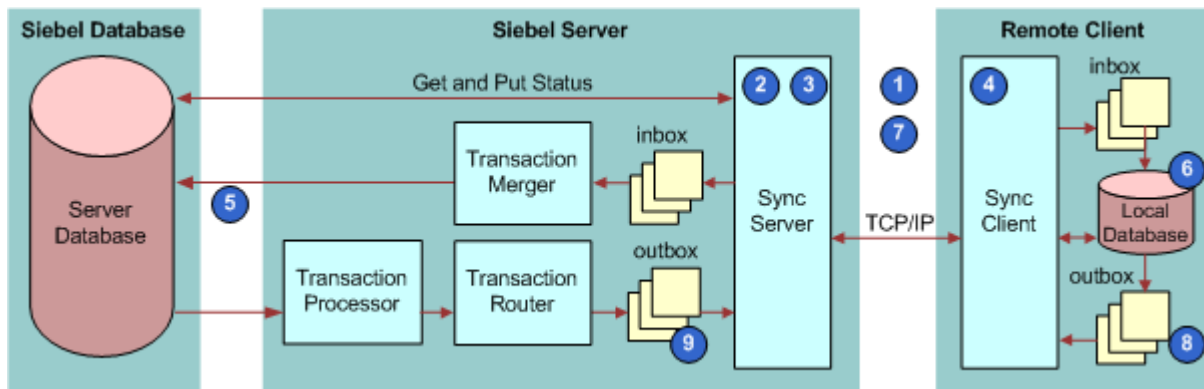 Siebel Database
Siebel Server
Remote Client
Get and Put Status
2
3
1
7
4
inbox
6
Transaction
Merger
inbox
Server
Database
5
Sync
Server
TCP/IP
Sync
Client
Local
Database
Transaction
Processor
Transaction
Router
outbox
9
outbox
8